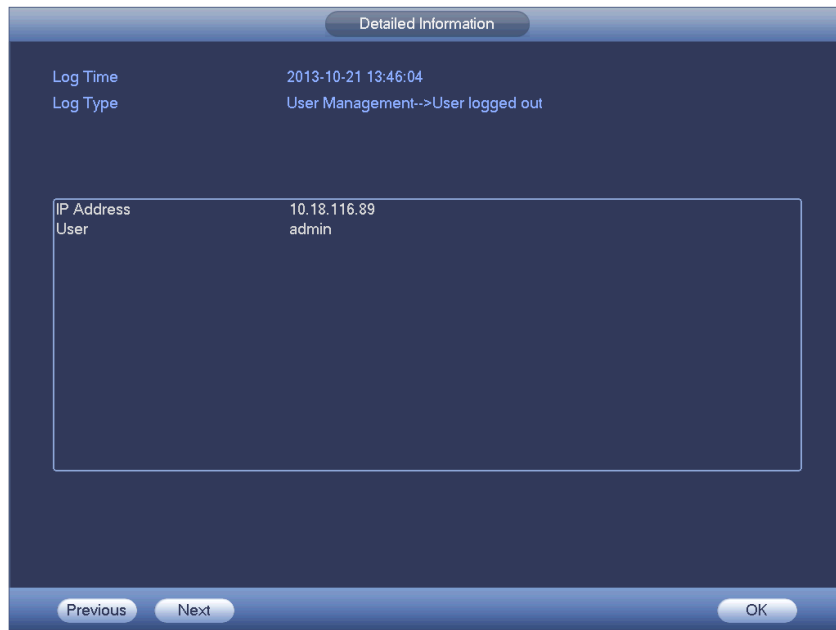 Detailed Information
Log Time 2013-10-21 13:46:04
Log Type User Management-->User logged out
IP Address 10.18.116.89
User admin
Previous Next OK